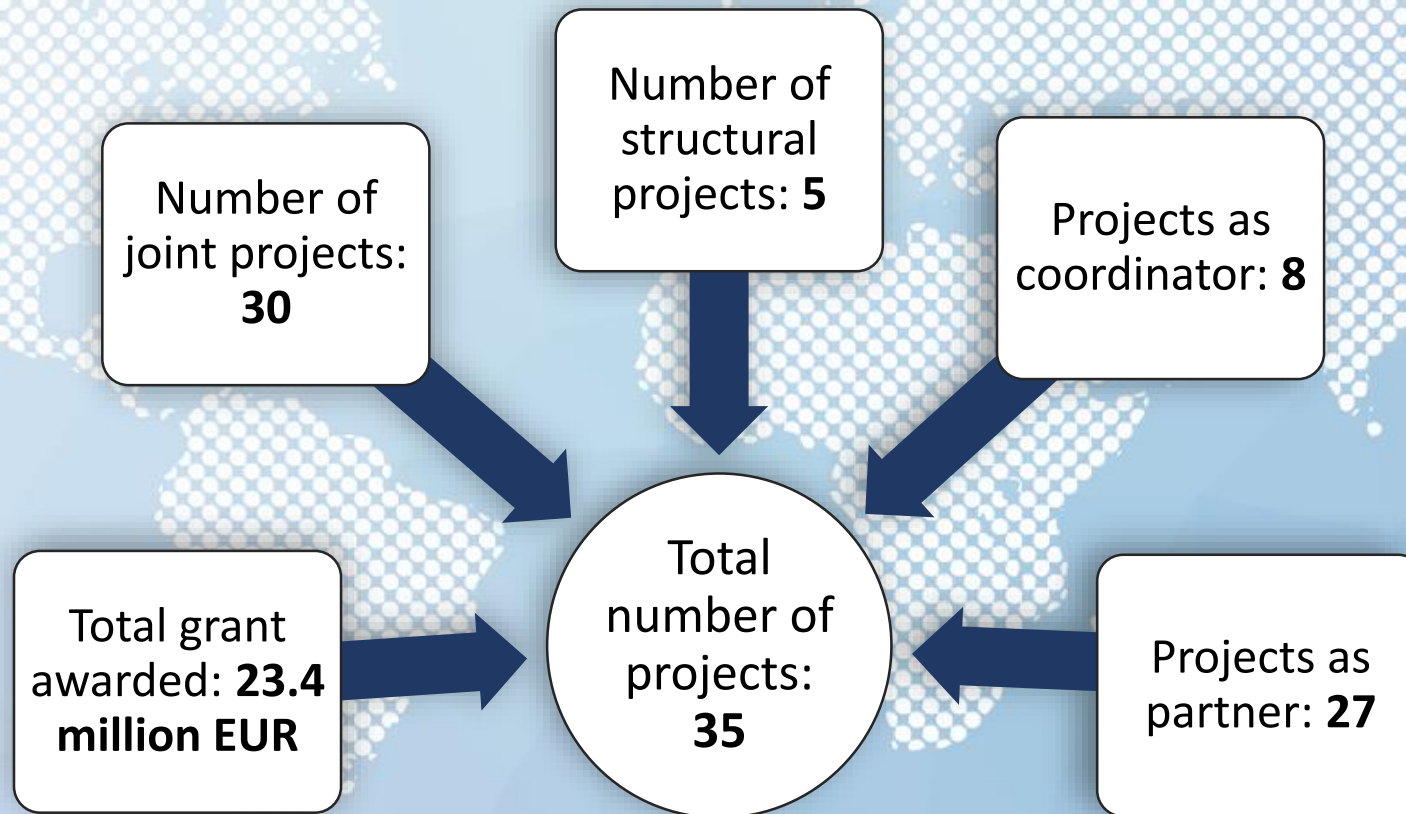 Number of
structural
projects: 5
Number of
joint projects:
30
Projects as
coordinator: 8
Total grant
awarded: 23.4
million EUR
Total
number of
projects:
35
Projects as
partner: 27